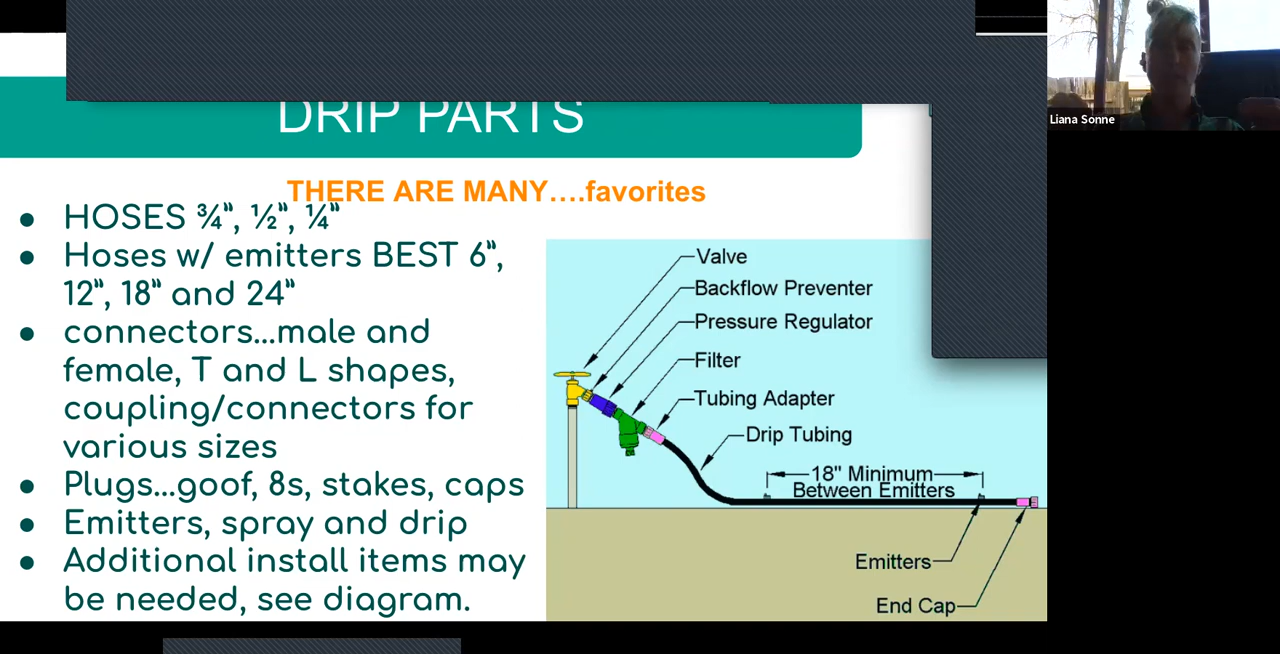 DRIP PARTS
THERE ARE MANY....favorites
● HOSES ¾”, ½”, ¼”
● Hoses w/ emitters BEST 6”,
12”, 18” and 24”
● connectors...male and
female, T and L shapes,
coupling/connectors for
various sizes
● Plugs...goof, 8s, stakes, caps
● Emitters, spray and drip
● Additional install items may
be needed, see diagram.
Valve
Backflow Preventer
Pressure Regulator
Filter
Tubing Adapter
Drip Tubing
18" Minimum
Between Emitters
Emitters
End Cap
Liana Sonne